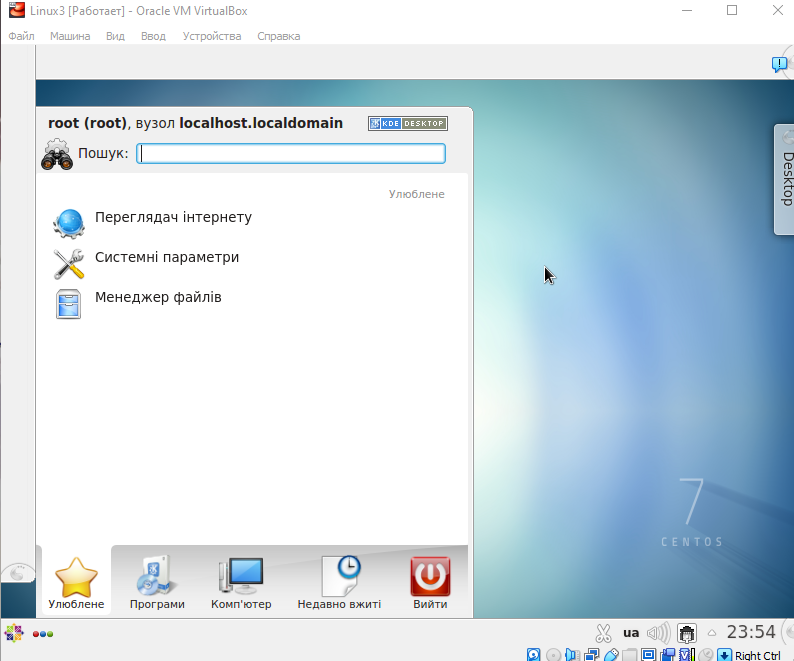 Linux3 [Работает] - Oracle VM VirtualBox
Файл Машина Вид Ввод Устройства Справка
root (root), вузол localhost.localdomain KDE DESKTOP
Пошук:
Улюблене
Переглядач інтернету
Системні параметри
Менеджер файлів
Desktop
7
CENTOS
Улюблене Програми Комп'ютер Недавно вжиті Вийти
ua 23:54
Right Ctrl